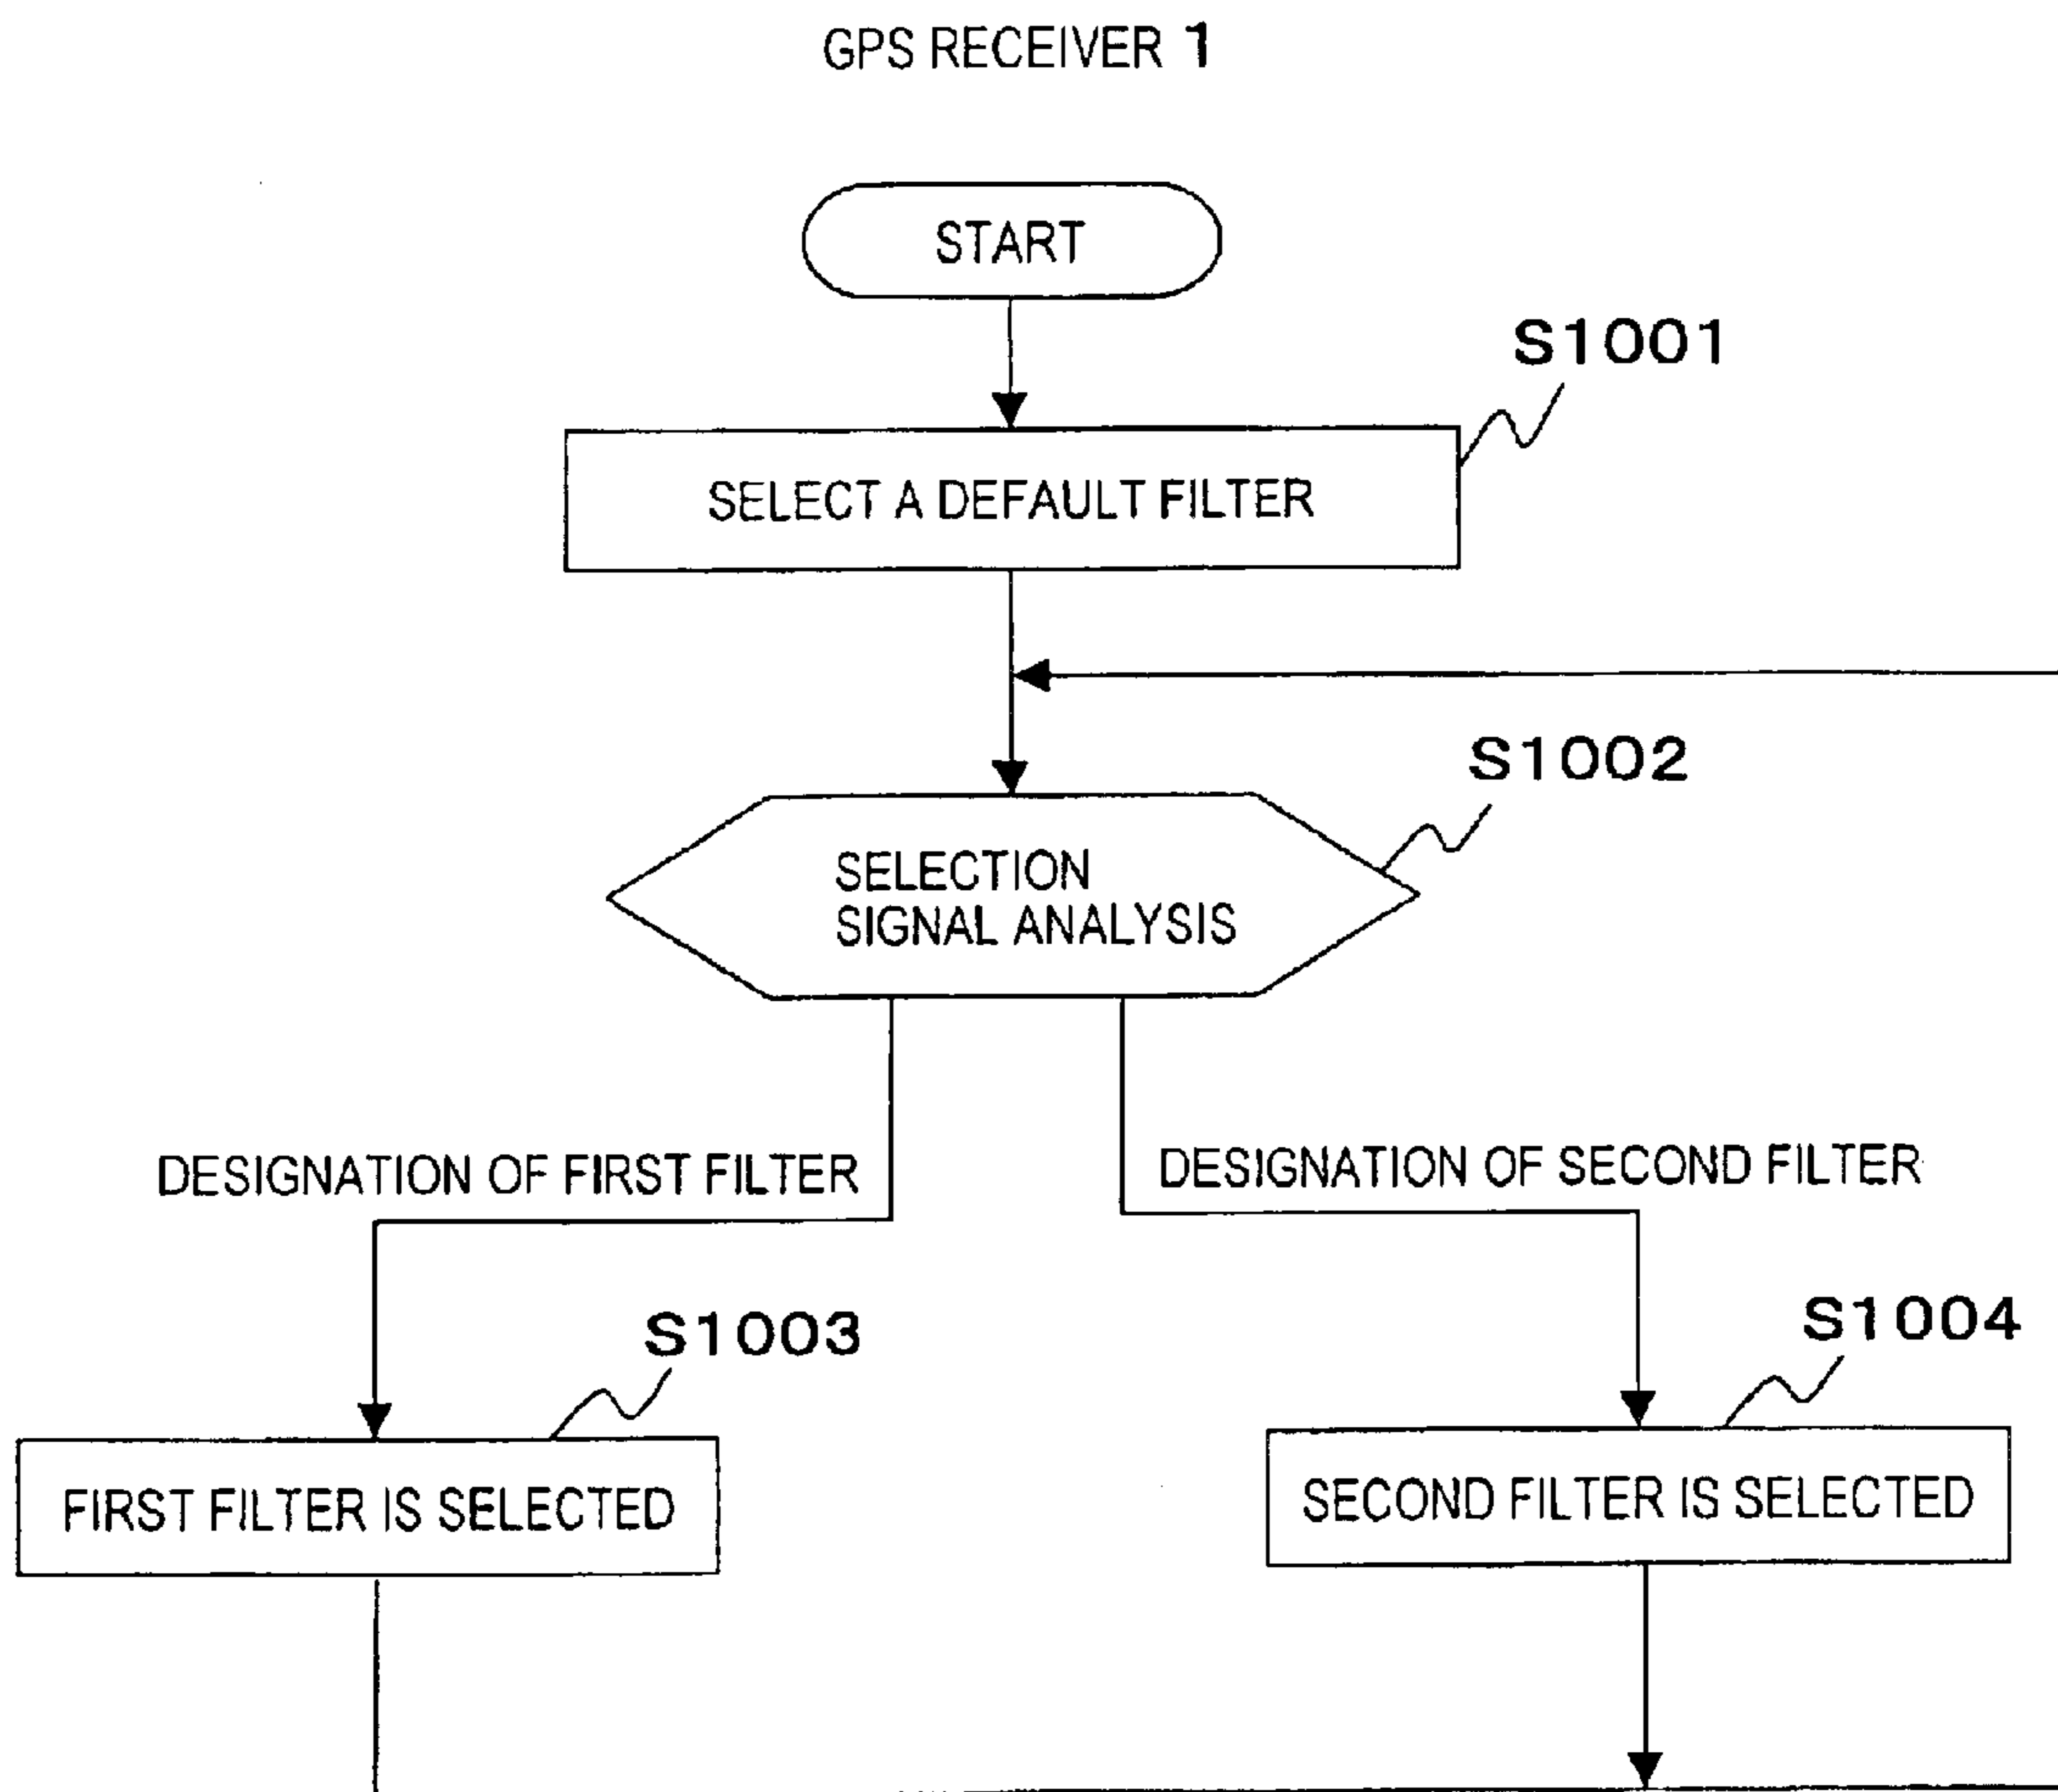 GPS RECEIVER 1
START
S1001
SELECT A DEFAULT FILTER
S1002
SELECTION
SIGNAL ANALYSIS
DESIGNATION OF FIRST FILTER
DESIGNATION OF SECOND FILTER
S1003
S1004
FIRST FILTER IS SELECTED
SECOND FILTER IS SELECTED